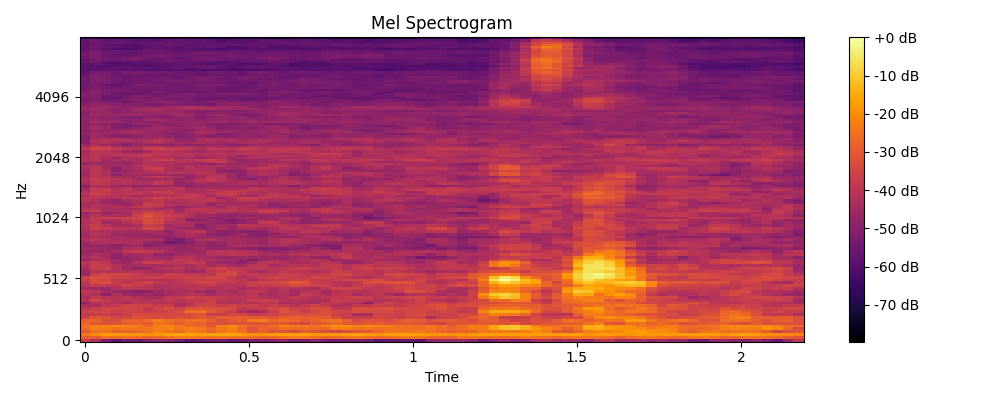 Mel Spectrogram
+0 dB
-10 dB
-20 dB
-30 dB
-40 dB
-50 dB
-60 dB
-70 dB
4096
2048
1024
512
0
Hz
0
0.5
1
1.5
2
Time